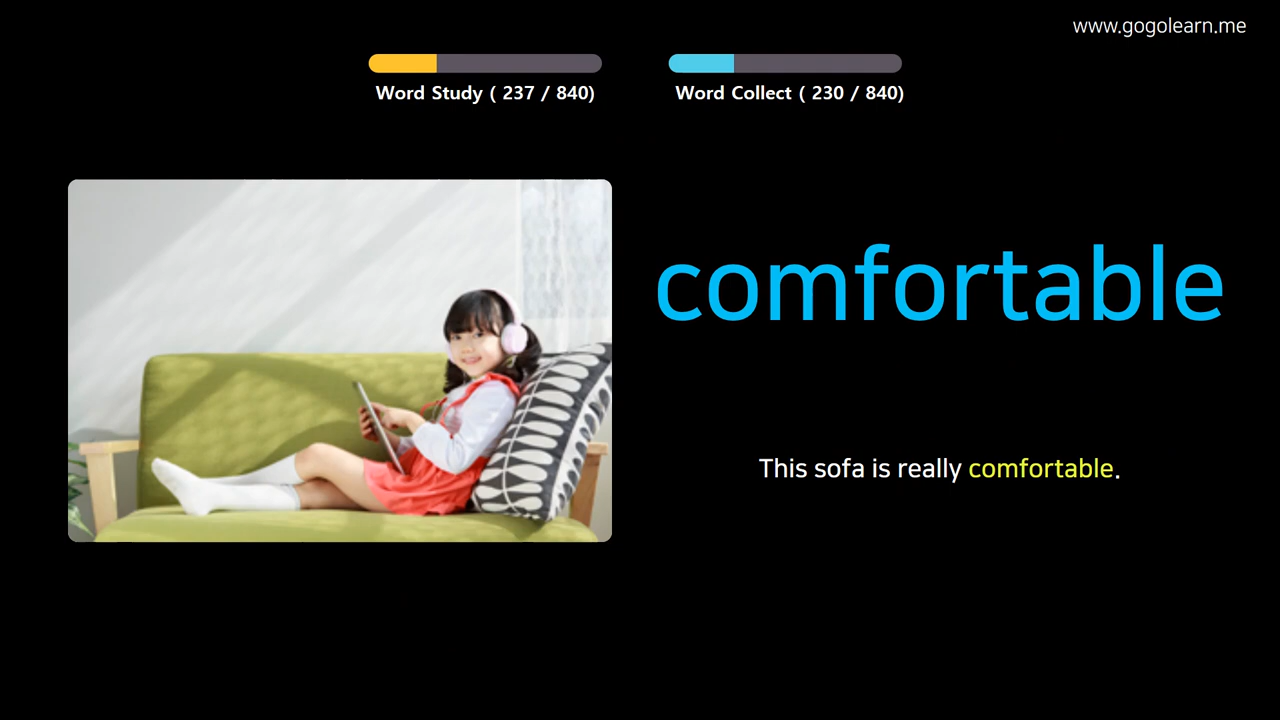 www.gogolearn.me
Word Study ( 237 / 840)
Word Collect ( 230 / 840)
comfortable
This sofa is really comfortable.